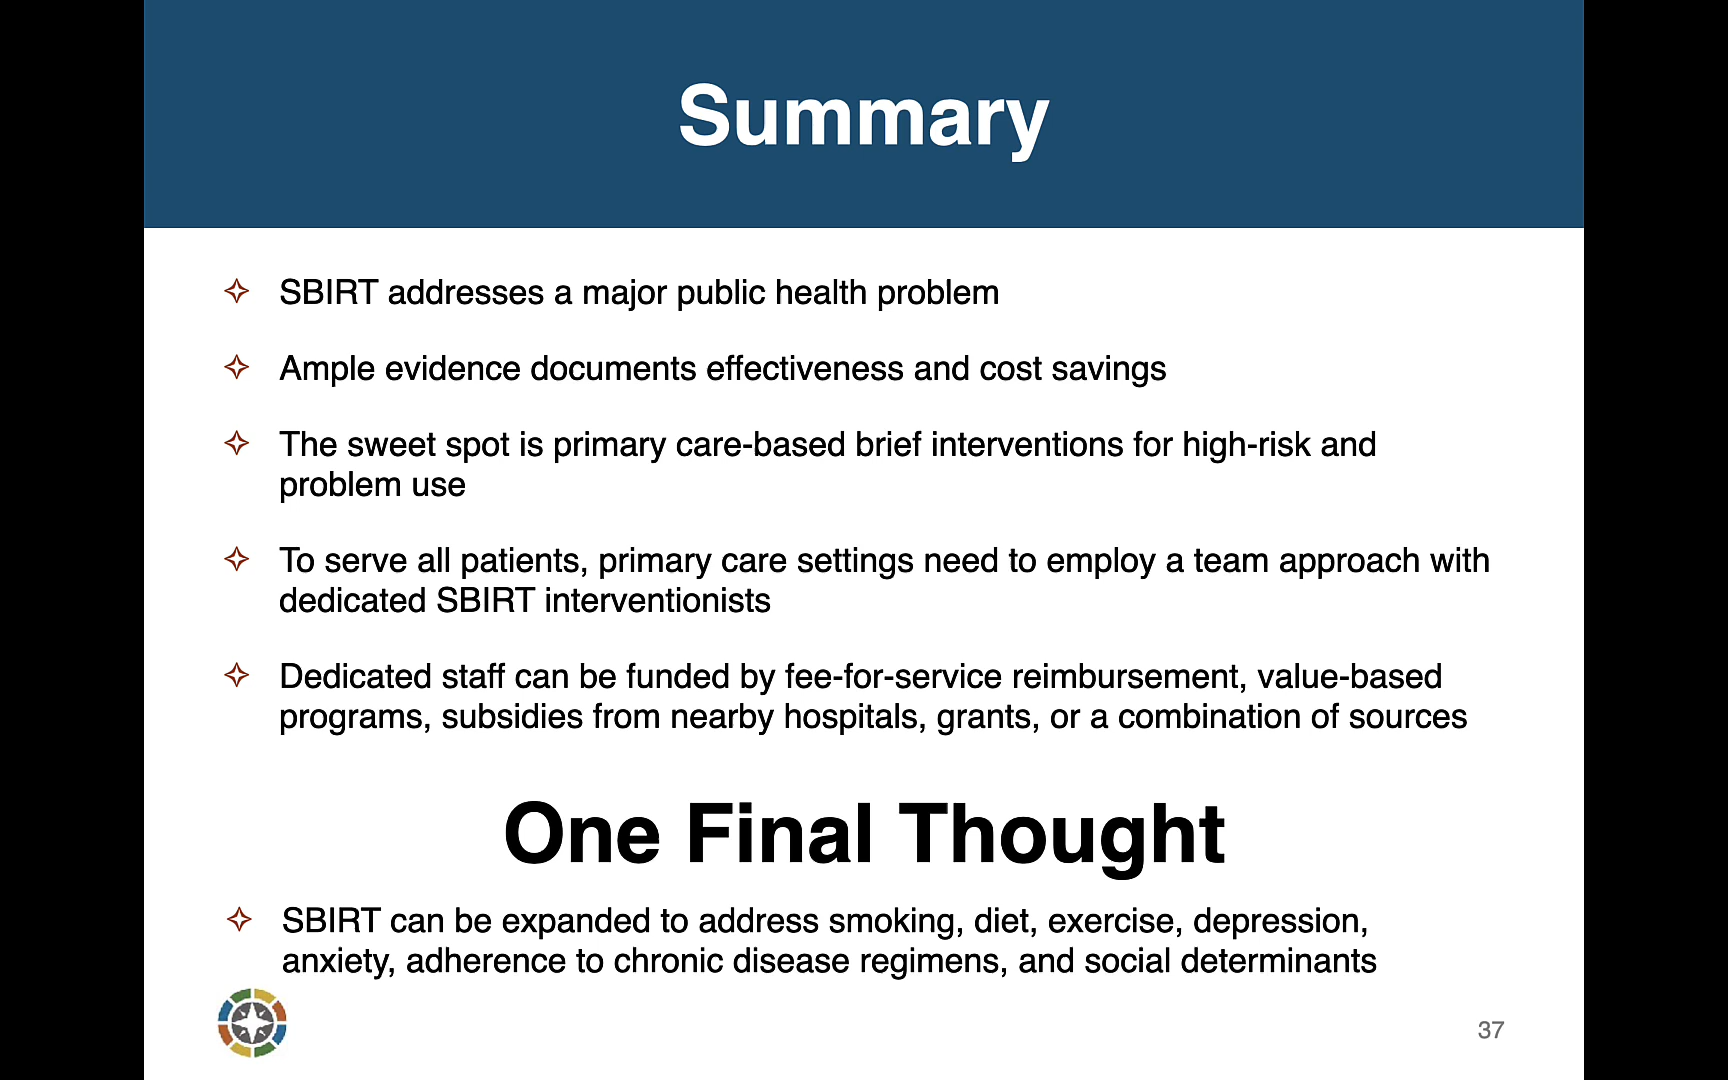 Summary
SBIRT addresses a major public health problem
Ample evidence documents effectiveness and cost savings
The sweet spot is primary care-based brief interventions for high-risk and
problem use
To serve all patients, primary care settings need to employ a team approach with
dedicated SBIRT interventionists
Dedicated staff can be funded by fee-for-service reimbursement, value-based
programs, subsidies from nearby hospitals, grants, or a combination of sources
One Final Thought
SBIRT can be expanded to address smoking, diet, exercise, depression,
anxiety, adherence to chronic disease regimens, and social determinants
37